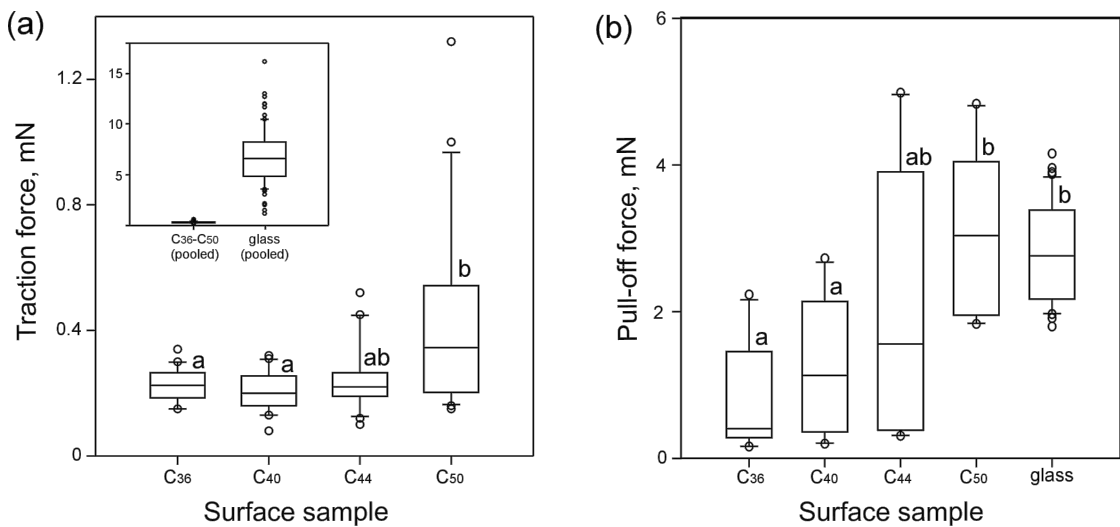 (a)
Traction force, mN
1.2
0.8
0.4
0
15
10
5
C36-C50
(pooled)
glass
(pooled)
a
a
ab
b
C36
C40
C44
C50
Surface sample
(b)
Pull-off force, mN
6
4
2
0
a
a
ab
b
b
C36
C40
C44
C50
glass
Surface sample